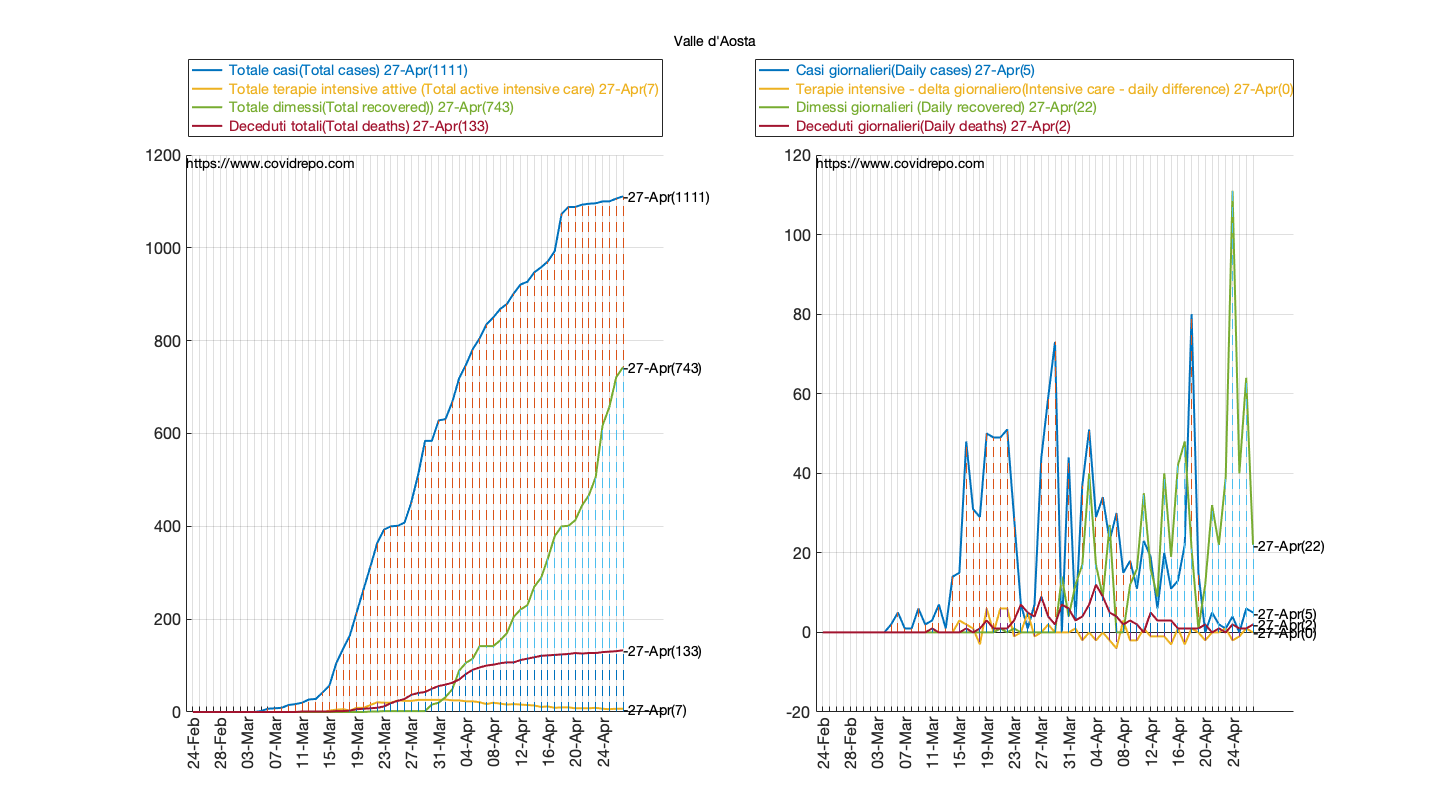 Valle d'Aosta
Totale casi(Total cases) 27-Apr(1111)
Totale terapie intensive attive (Total active intensive care) 27-Apr(7)
Totale dimessi(Total recovered)) 27-Apr(743)
Deceduti totali(Total deaths) 27-Apr(133)
1200
1000
800
600
400
200
0
https://www.covidrepo.com
27-Apr(1111)
27-Apr(743)
27-Apr(133)
27-Apr(7)
24-Feb
28-Feb
03-Mar
07-Mar
11-Mar
15-Mar
19-Mar
23-Mar
27-Mar
31-Mar
04-Apr
08-Apr
12-Apr
16-Apr
20-Apr
24-Apr
Casi giornalieri(Daily cases) 27-Apr(5)
Terapie intensive - delta giornaliero(Intensive care - daily difference) 27-Apr(0)
Dimessi giornalieri (Daily recovered) 27-Apr(22)
Deceduti giornalieri(Daily deaths) 27-Apr(2)
120
100
80
60
40
20
0
-20
https://www.covidrepo.com
27-Apr(22)
27-Apr(5)
27-Apr(2)
27-Apr(0)
24-Feb
28-Feb
03-Mar
07-Mar
11-Mar
15-Mar
19-Mar
23-Mar
27-Mar
31-Mar
04-Apr
08-Apr
12-Apr
16-Apr
20-Apr
24-Apr